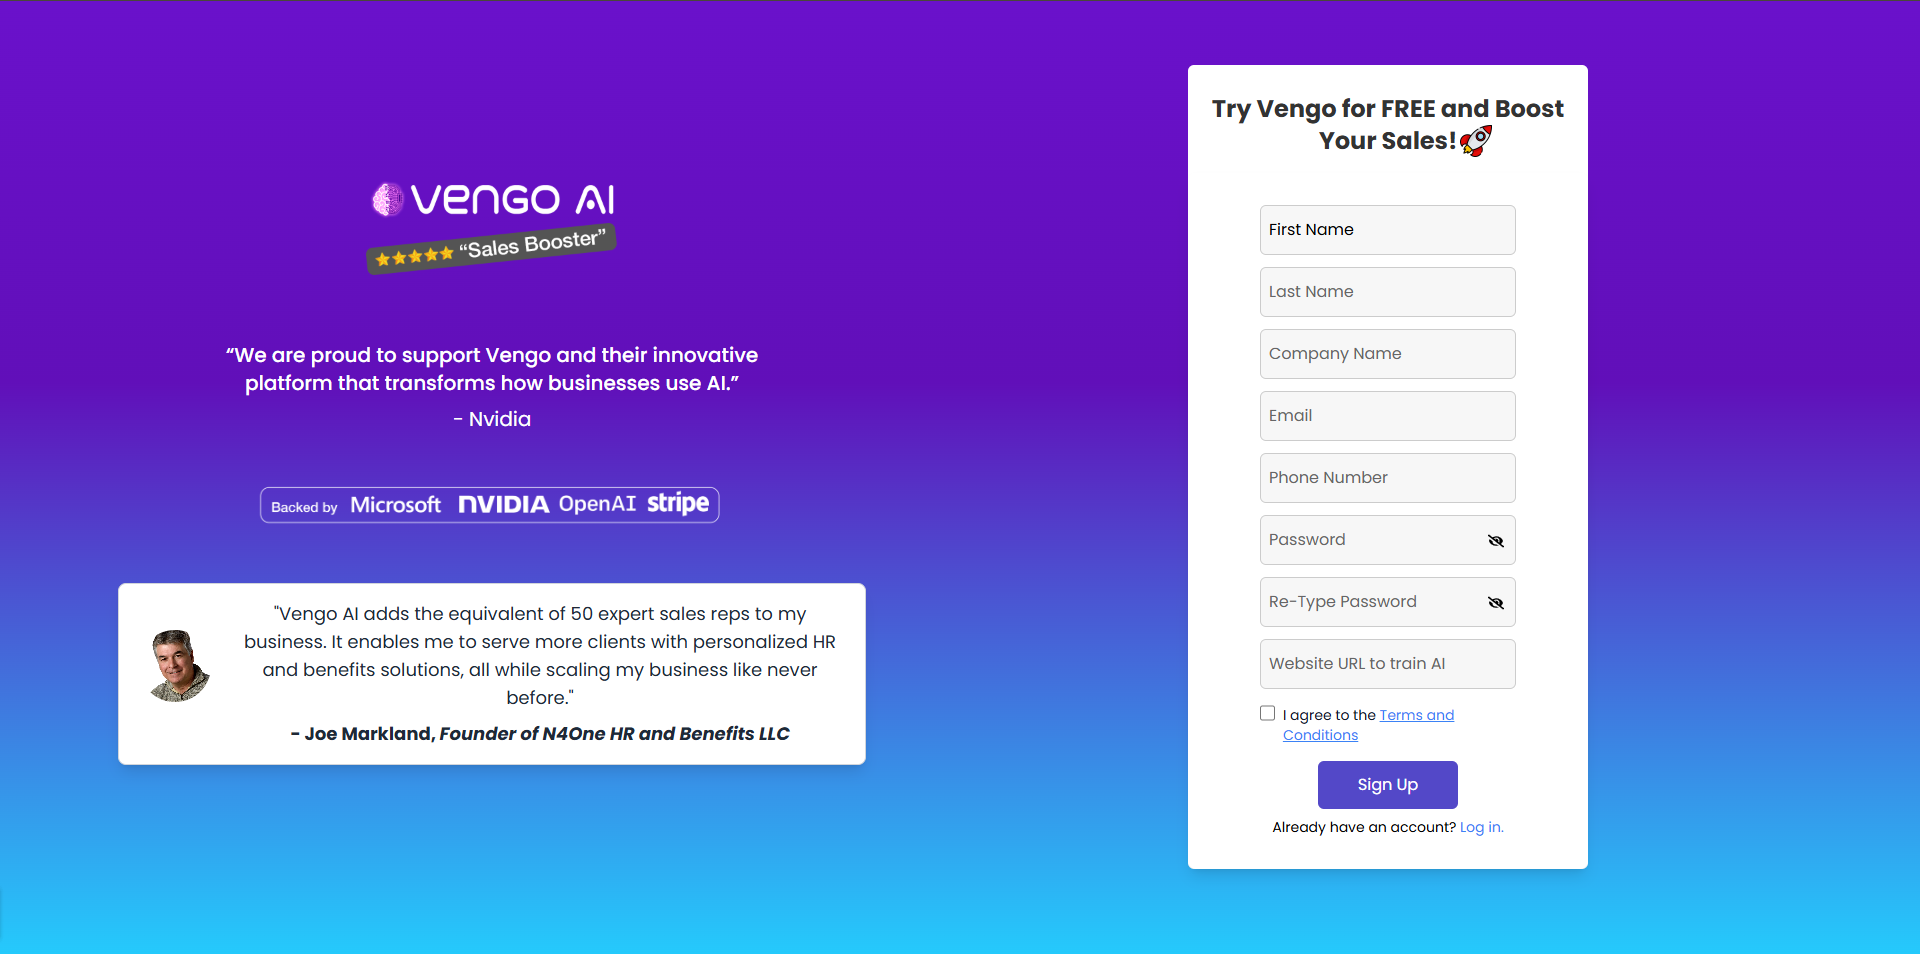 VENGO AI
“Sales Booster”
“We are proud to support Vengo and their innovative
platform that transforms how businesses use AI.”
- Nvidia
Backed by Microsoft NVIDIA OpenAI stripe
"Vengo AI adds the equivalent of 50 expert sales reps to my
business. It enables me to serve more clients with personalized HR
and benefits solutions, all while scaling my business like never
before."
- Joe Markland, Founder of N4One HR and Benefits LLC
Try Vengo for FREE and Boost
Your Sales!🚀
First Name
Last Name
Company Name
Email
Phone Number
Password
Re-Type Password
Website URL to train AI
I agree to the Terms and
Conditions
Sign Up
Already have an account? Log in.